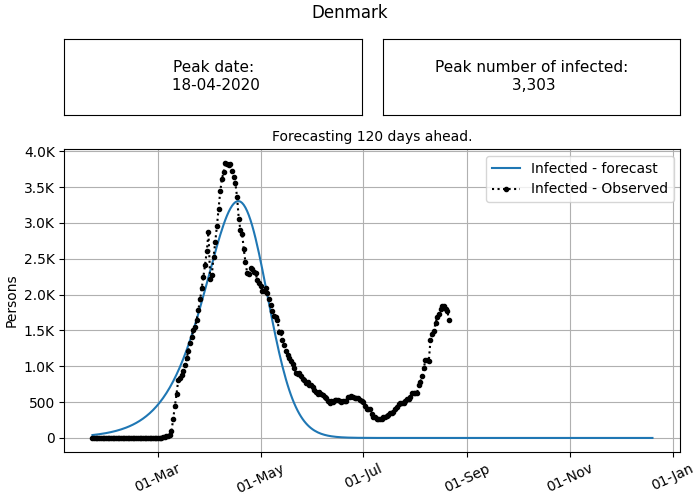 Denmark
Peak date:
18-04-2020
Peak number of infected:
3,303
Forecasting 120 days ahead.
4.0K
3.5K
3.0K
2.5K
2.0K
1.5K
1.0K
500
0
Persons
Infected - forecast
Infected - Observed
01-Mar
01-May
01-Jul
01-Sep
01-Nov
01-Jan